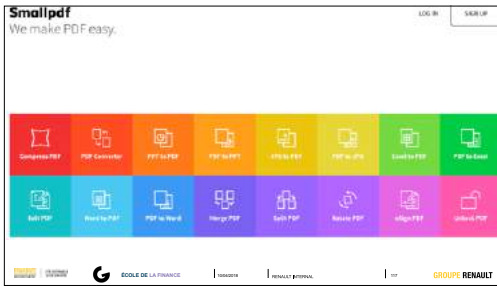 Smallpdf
LOG IN
SIGN UP
We make PDF easy.
Compress PDF
PDF Converter
PPT to PDF
PDF to PPT
JPG to PDF
PDF to JPG
Excel to PDF
PDF to Excel
Edit PDF
Word to PDF
PDF to Word
Merge PDF
Split PDF
Rotate PDF
eSign PDF
Unlock PDF
ÉCOLE DE LA FINANCE
RENAULT INTERNAL
GROUPE RENAULT